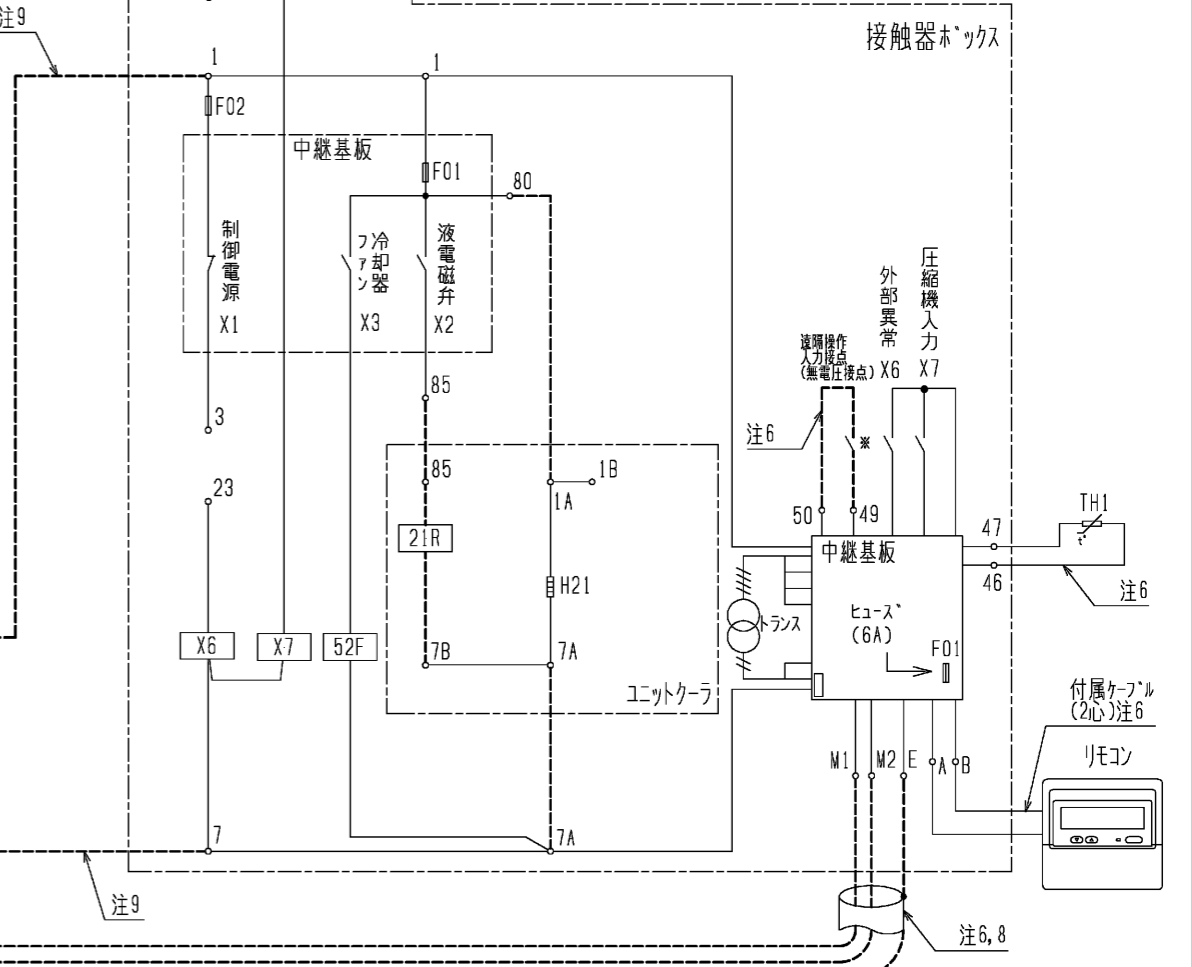 注9
接触器ボックス
1
1
F02
中継基板
F01
80
制御電源
X1
冷却器
ファン
X3
液電磁弁
X2
外部異常
X6
圧縮機入力
X7
遠隔操作
入力接点
(無電圧接点)
85
3
注6
※
85
1B
1A
23
50
49
TH1
t°
47
46
注6
21R
中継基板
H21
ヒューズ
(6A)
トランス
F01
X6
X7
52F
7B
7A
ユニットクーラ
付属ケーブル
(2心)注6
リモコン
M1
M2
E
A
B
7
7A
注9
注6,8